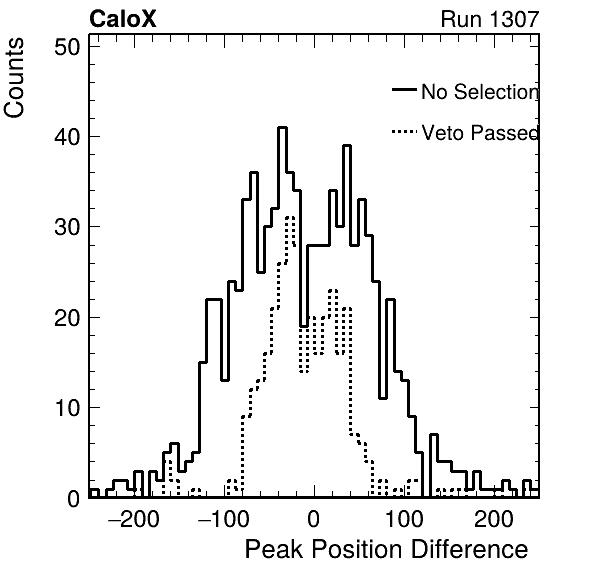 CaloX
Run 1307
Counts
50
40
30
20
10
0
No Selection
Veto Passed
−200
−100
0
100
200
Peak Position Difference